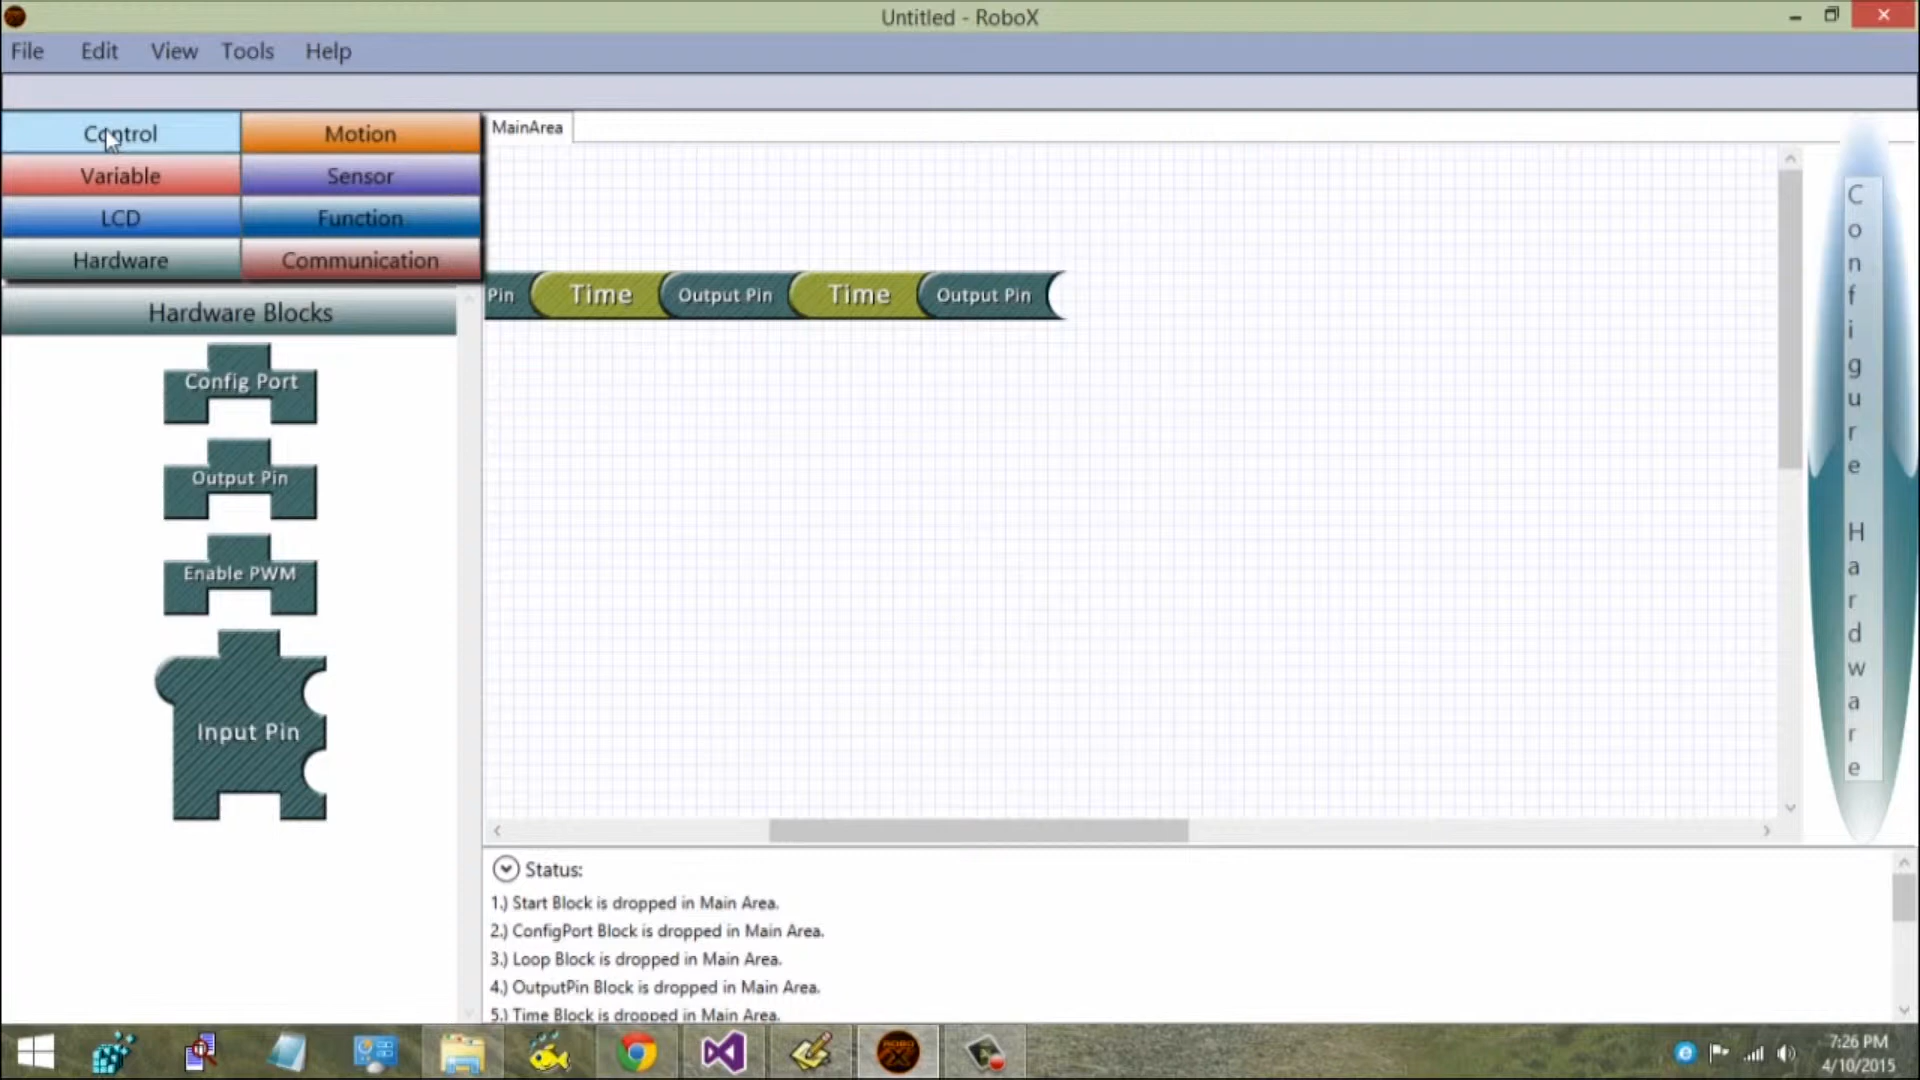 Untitled - RoboX
File Edit View Tools Help
Control Motion
Variable Sensor
LCD Function
Hardware Communication
Hardware Blocks
Config Port
Output Pin
Enable PWM
Input Pin
MainArea
Pin Time Output Pin Time Output Pin
Configure Hardware
Status:
1.) Start Block is dropped in Main Area.
2.) ConfigPort Block is dropped in Main Area.
3.) Loop Block is dropped in Main Area.
4.) OutputPin Block is dropped in Main Area.
5.) Time Block is dropped in Main Area.
7:26 PM
4/10/2015